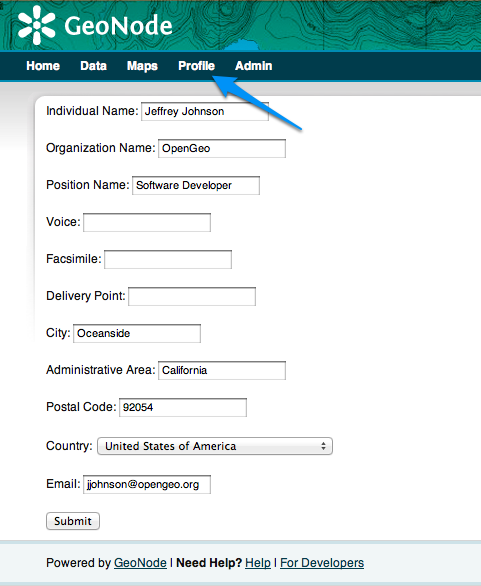 GeoNode
Home Data Maps Profile Admin
Individual Name: Jeffrey Johnson
Organization Name: OpenGeo
Position Name: Software Developer
Voice:
Facsimile:
Delivery Point:
City: Oceanside
Administrative Area: California
Postal Code: 92054
Country: United States of America
Email: jjohnson@opengeo.org
Submit
Powered by GeoNode | Need Help? Help | For Developers